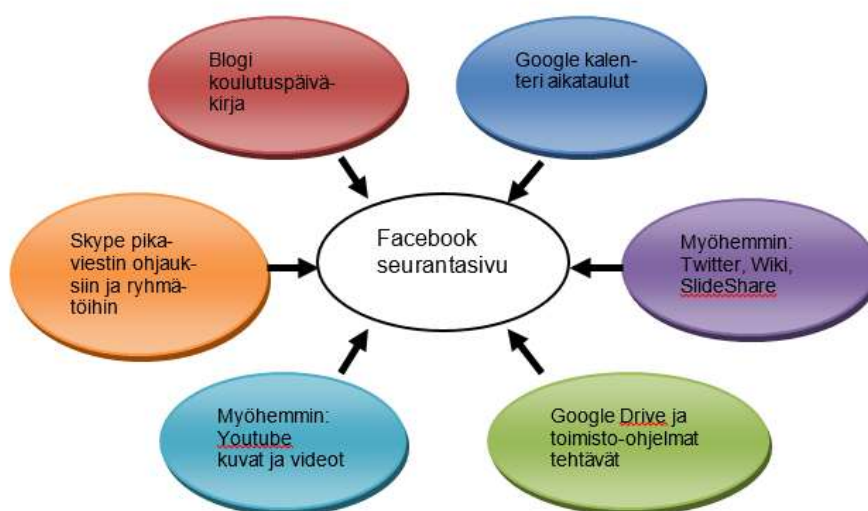 Blogi
koulutuspäivä-
kirja
Google kalen-
teri aikataulut
Skype pika-
viestin ohjauk-
siin ja ryhmä-
töihin
Facebook
seurantasivu
Myöhemmin:
Twitter, Wiki,
SlideShare
Myöhemmin:
Youtube
kuvat ja videot
Google Drive ja
toimisto-ohjelmat
tehtävät